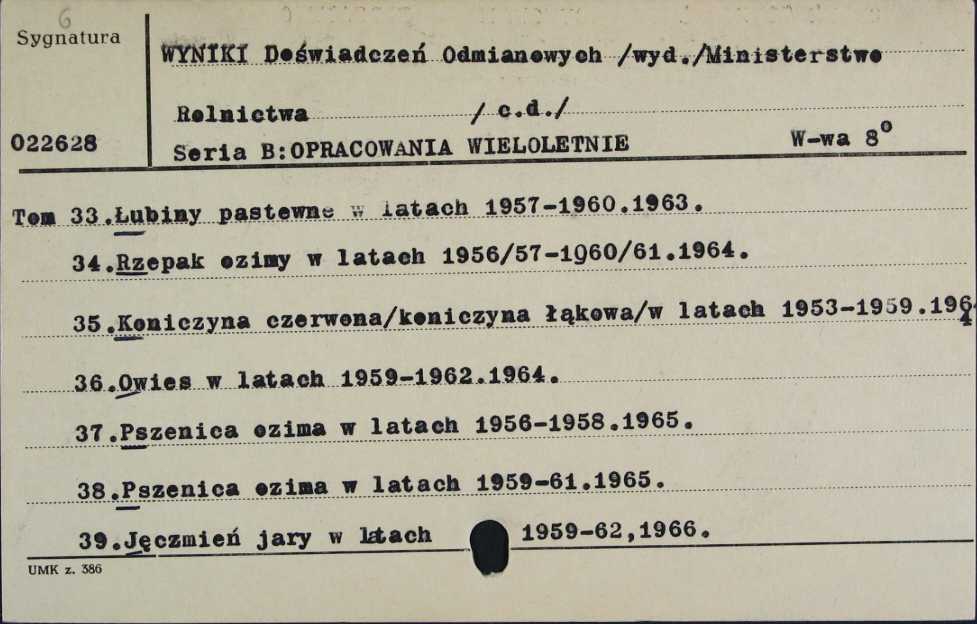 6
Sygnatura
WYNIKI Doświadczeń Odmianowych /wyd./Ministerstwo
Rolnictwa / c.d./
022628
Seria B:OPRACOWANIA WIELOLETNIE W-wa 8°
Tom 33.Łubiny pastewne w latach 1957-1960.1963.
34.Rzepak ozimy w latach 1956/57-1960/61.1964.
35.Koniczyna czerwona/koniczyna łąkowa/w latach 1953-1959.1964
36.Owies w latach 1959-1962.1964.
37.Pszenica ozima w latach 1956-1958.1965.
38.Pszenica ozima w latach 1959-61.1965.
39.Jęczmień jary w latach 1959-62,1966.
UMK z. 386